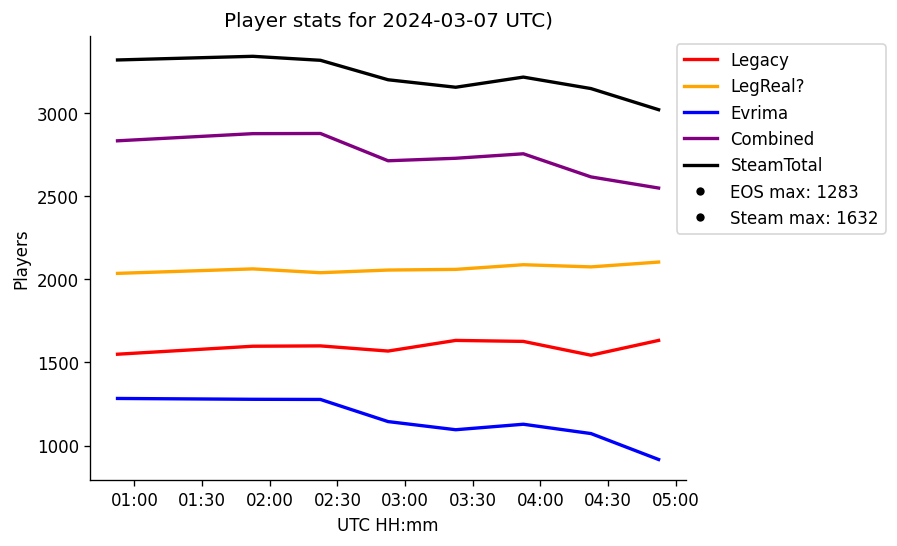 Player stats for 2024-03-07 UTC)
Legacy
LegReal?
Evrima
Combined
SteamTotal
EOS max: 1283
Steam max: 1632
Players
3000
2500
2000
1500
1000
01:00 01:30 02:00 02:30 03:00 03:30 04:00 04:30 05:00
UTC HH:mm